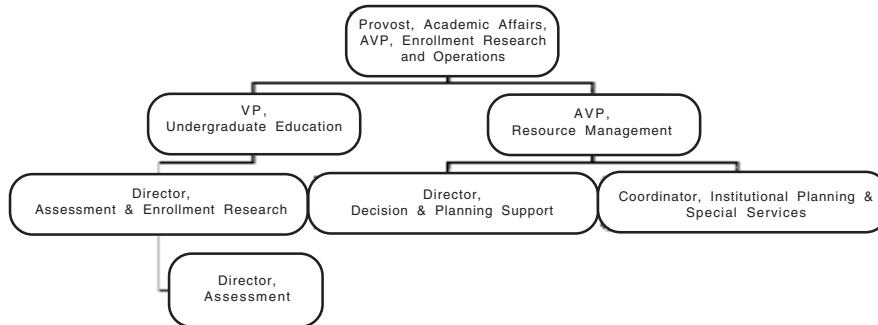 Provost, Academic Affairs,
AVP, Enrollment Research
and Operations
VP,
Undergraduate Education
AVP,
Resource Management
Director,
Assessment & Enrollment Research
Director,
Decision & Planning Support
Coordinator, Institutional Planning &
Special Services
Director,
Assessment